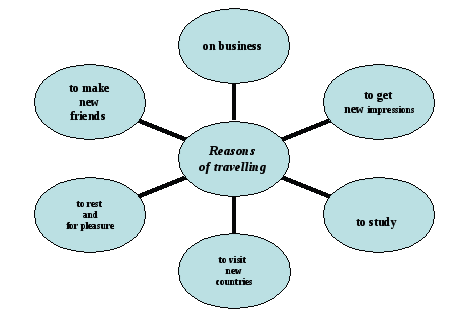 on business
to make
new
friends
to get
new impressions
Reasons
of travelling
to rest
and
for pleasure
to study
to visit
new
countries